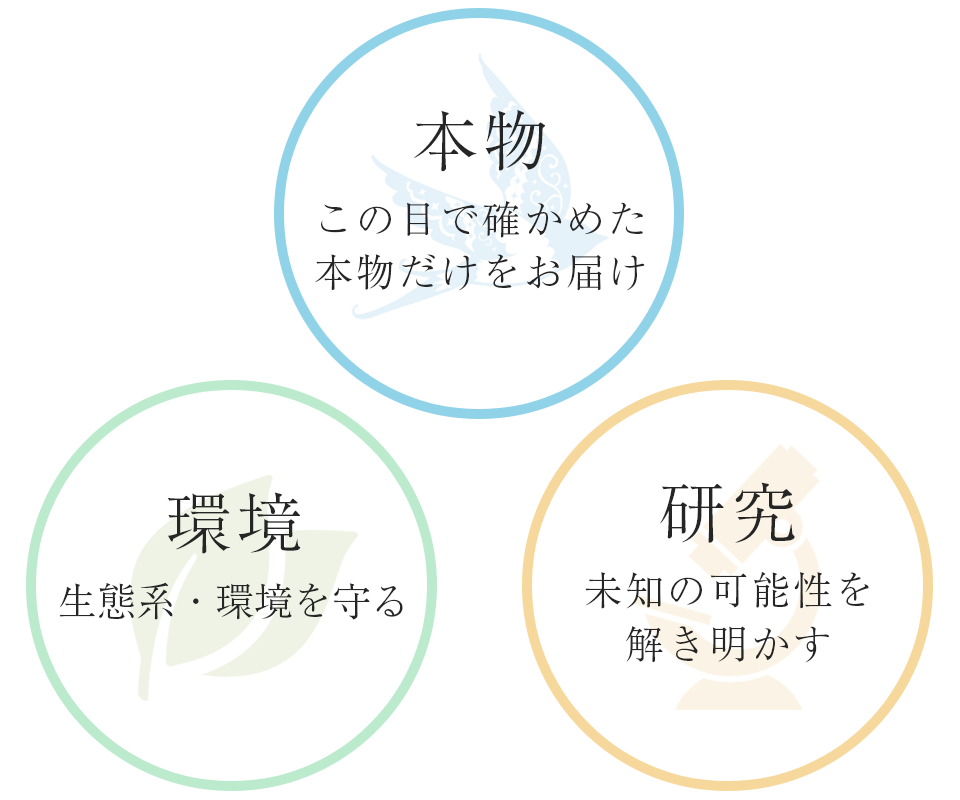 本物
この目で確かめた
本物だけをお届け
環境
生態系・環境を守る
研究
未知の可能性を
解き明かす